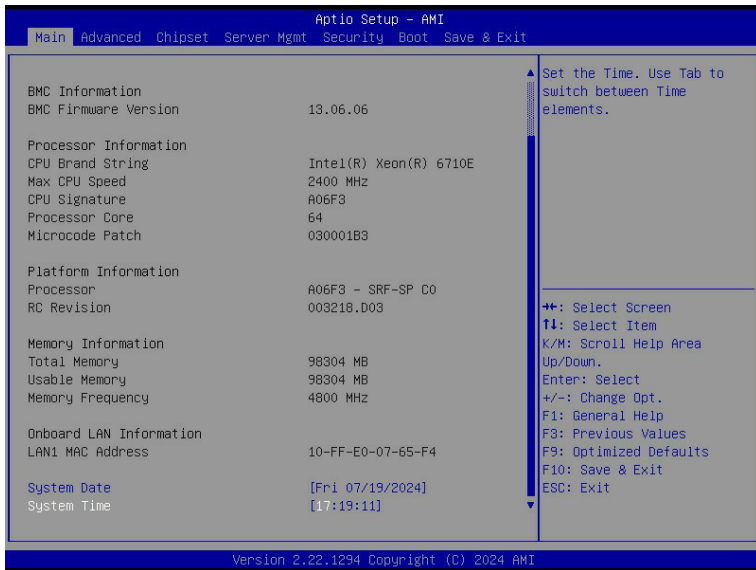 Aptio Setup - AMI
Main Advanced Chipset Server Mgmt Security Boot Save & Exit
BMC Information
BMC Firmware Version 13.06.06
Processor Information
CPU Brand String Intel(R) Xeon(R) 6710E
Max CPU Speed 2400 MHz
CPU Signature A06F3
Processor Core 64
Microcode Patch 030001B3
Platform Information
Processor A06F3 - SRF-SP C0
RC Revision 003218.D03
Memory Information
Total Memory 98304 MB
Usable Memory 98304 MB
Memory Frequency 4800 MHz
Onboard LAN Information
LAN1 MAC Address 10-FF-E0-07-65-F4
System Date [Fri 07/19/2024]
System Time [17:19:11]
Set the Time. Use Tab to
switch between Time
elements.
→←: Select Screen
↑↓: Select Item
K/M: Scroll Help Area
Up/Down.
Enter: Select
+/-: Change Opt.
F1: General Help
F3: Previous Values
F9: Optimized Defaults
F10: Save & Exit
ESC: Exit
Version 2.22.1294 Copyright (C) 2024 AMI